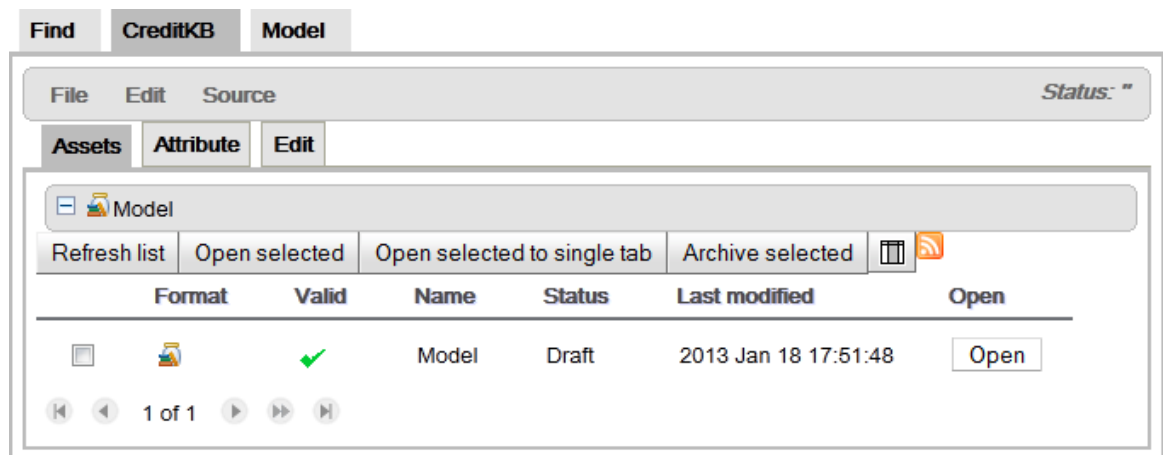 Find CreditKB Model
File Edit Source Status: "
Assets Attribute Edit
Model
Refresh list Open selected Open selected to single tab Archive selected
Format Valid Name Status Last modified Open
Model Draft 2013 Jan 18 17:51:48 Open
1 of 1